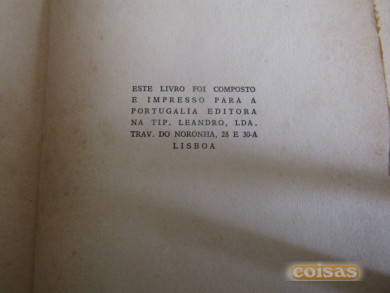 ESTE LIVRO FOI COMPOSTO
E IMPRESSO PARA A
PORTUGALIA EDITORA
NA TIP. LEANDRO, LDA.
TRAV. DO NORONHA, 28 E 30-A
LISBOA
coisas